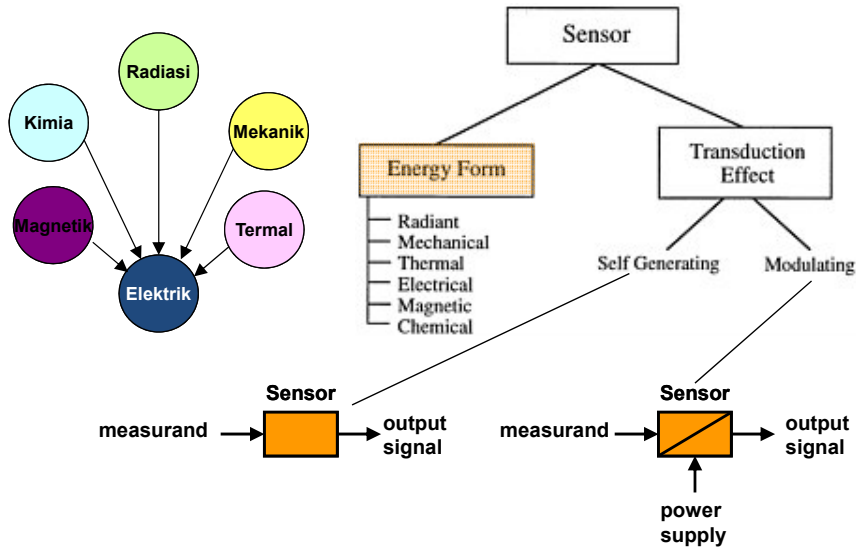 Radiasi
Kimia
Mekanik
Magnetik
Termal
Elektrik
Sensor
Energy Form
Radiant
Mechanical
Thermal
Electrical
Magnetic
Chemical
Transduction
Effect
Self Generating
Modulating
Sensor
measurand
output
signal
Sensor
measurand
output
signal
power
supply